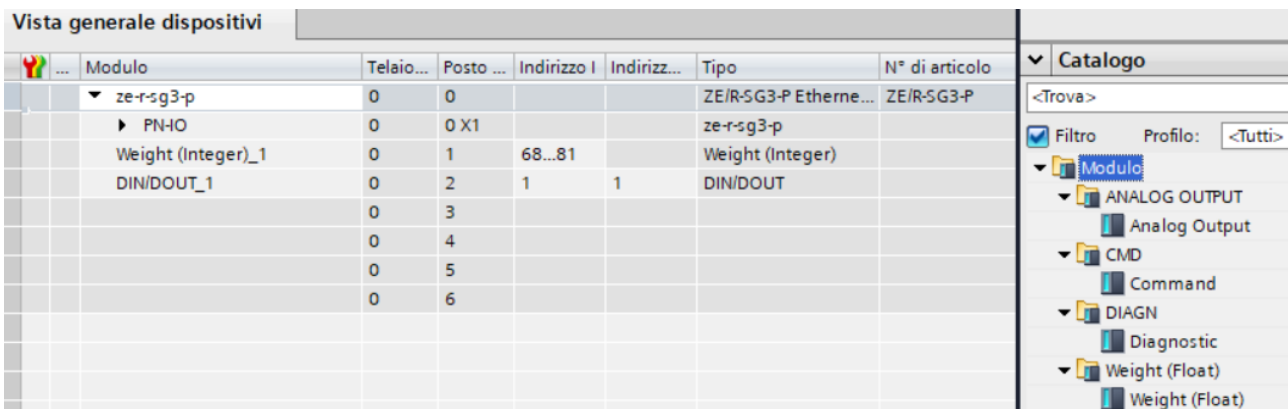 Vista generale dispositivi
... Modulo Telaio... Posto ... Indirizzo I Indirizz... Tipo N° di articolo
ze-r-sg3-p 0 0 ZE/R-SG3-P Etherne... ZE/R-SG3-P
PN-IO 0 0 X1 ze-r-sg3-p
Weight (Integer)_1 0 1 68...81 Weight (Integer)
DIN/DOUT_1 0 2 1 1 DIN/DOUT
0 3
0 4
0 5
0 6
Catalogo
<Trova>
Filtro Profilo: <Tutti>
Modulo
ANALOG OUTPUT
Analog Output
CMD
Command
DIAGN
Diagnostic
Weight (Float)
Weight (Float)